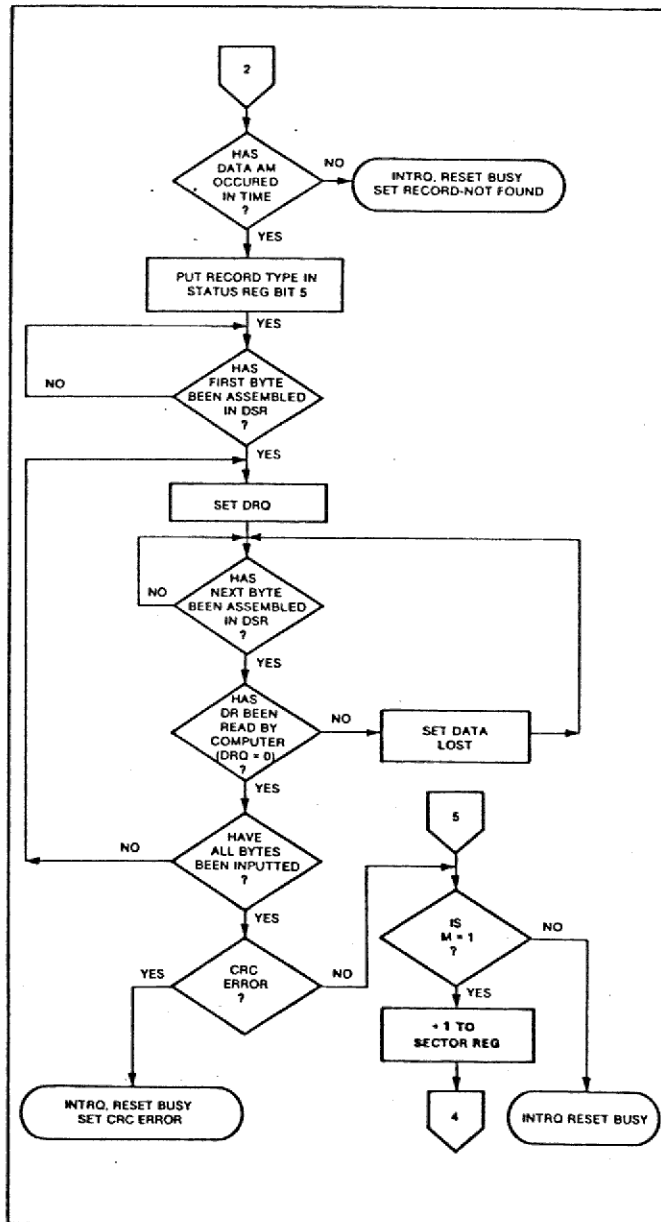 2
HAS
DATA AM
OCCURED
IN TIME
?
NO
INTRQ, RESET BUSY
SET RECORD-NOT FOUND
YES
PUT RECORD TYPE IN
STATUS REG BIT 5
YES
HAS
FIRST BYTE
BEEN ASSEMBLED
IN DSR
?
NO
YES
SET DRQ
HAS
NEXT BYTE
BEEN ASSEMBLED
IN DSR
?
NO
YES
HAS
DR BEEN
READ BY
COMPUTER
(DRQ = 0)
?
NO
SET DATA
LOST
YES
HAVE
ALL BYTES
BEEN INPUTTED
?
NO
YES
CRC
ERROR
?
YES
NO
INTRQ, RESET BUSY
SET CRC ERROR
5
IS
M = 1
?
NO
YES
+ 1 TO
SECTOR REG
4
INTRQ RESET BUSY